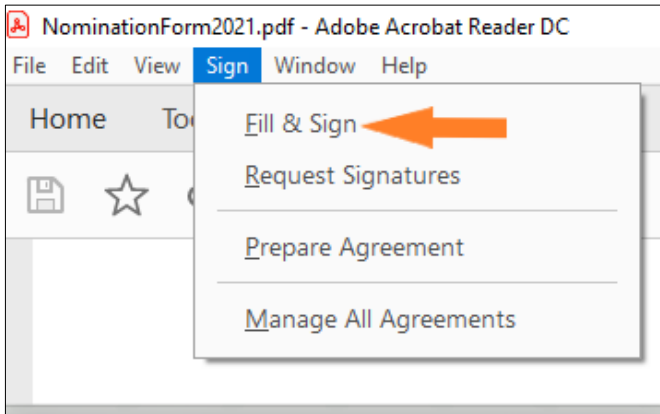 NominationForm2021.pdf - Adobe Acrobat Reader DC
File Edit View Sign Window Help
Home
Fill & Sign
Request Signatures
Prepare Agreement
Manage All Agreements